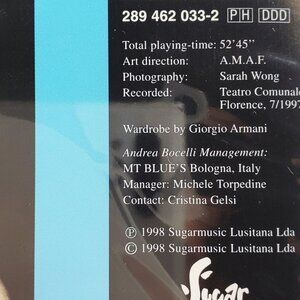 289 462 033-2 PH DDD
Total playing-time: 52'45''
Art direction: A.M.A.F.
Photography: Sarah Wong
Recorded: Teatro Comunale
Florence, 7/1997
Wardrobe by Giorgio Armani
Andrea Bocelli Management:
MT BLUE'S Bologna, Italy
Manager: Michele Torpedine
Contact: Cristina Gelsi
Ⓟ 1998 Sugarmusic Lusitana Lda
© 1998 Sugarmusic Lusitana Lda
Sugar